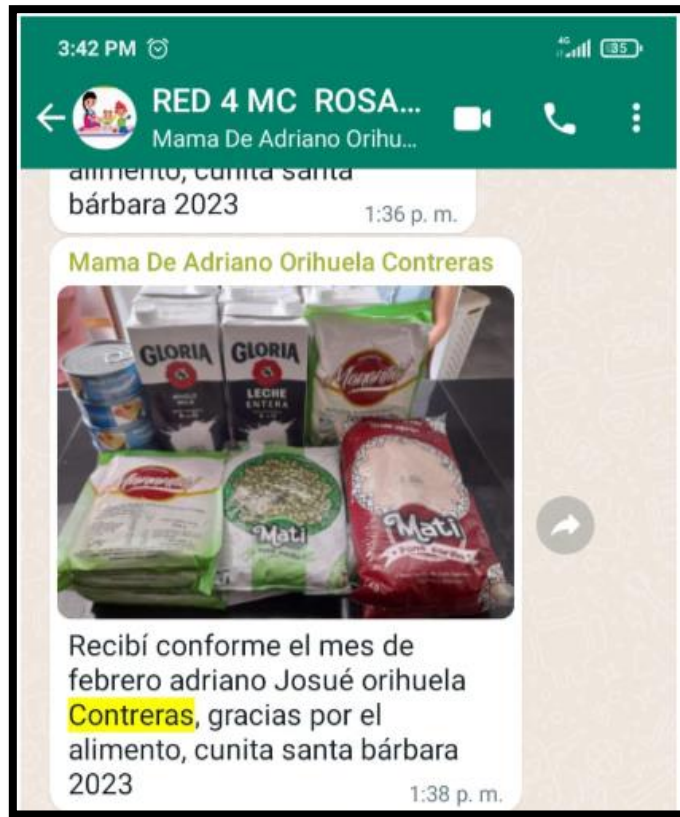 3:42 PM
4G
35
RED 4 MC ROSA...
Mama De Adriano Orihu...
alimento, cunita santa
bárbara 2023
1:36 p. m.
Mama De Adriano Orihuela Contreras
GLORIA
GLORIA
LECHE
ENTERA
Mati
Mati
Recibí conforme el mes de
febrero adriano Josué orihuela
Contreras, gracias por el
alimento, cunita santa bárbara
2023
1:38 p. m.